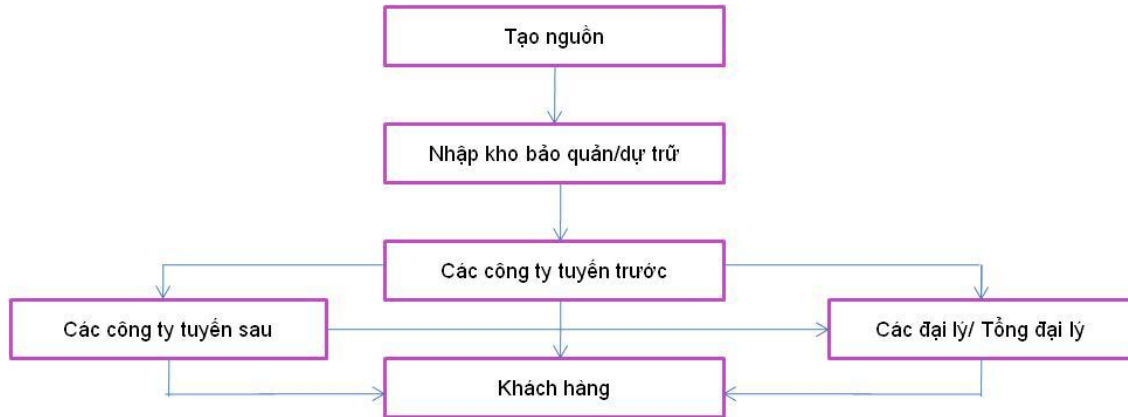 Tạo nguồn
Nhập kho bảo quản/dự trữ
Các công ty tuyến trước
Các công ty tuyến sau
Các đại lý/ Tổng đại lý
Khách hàng